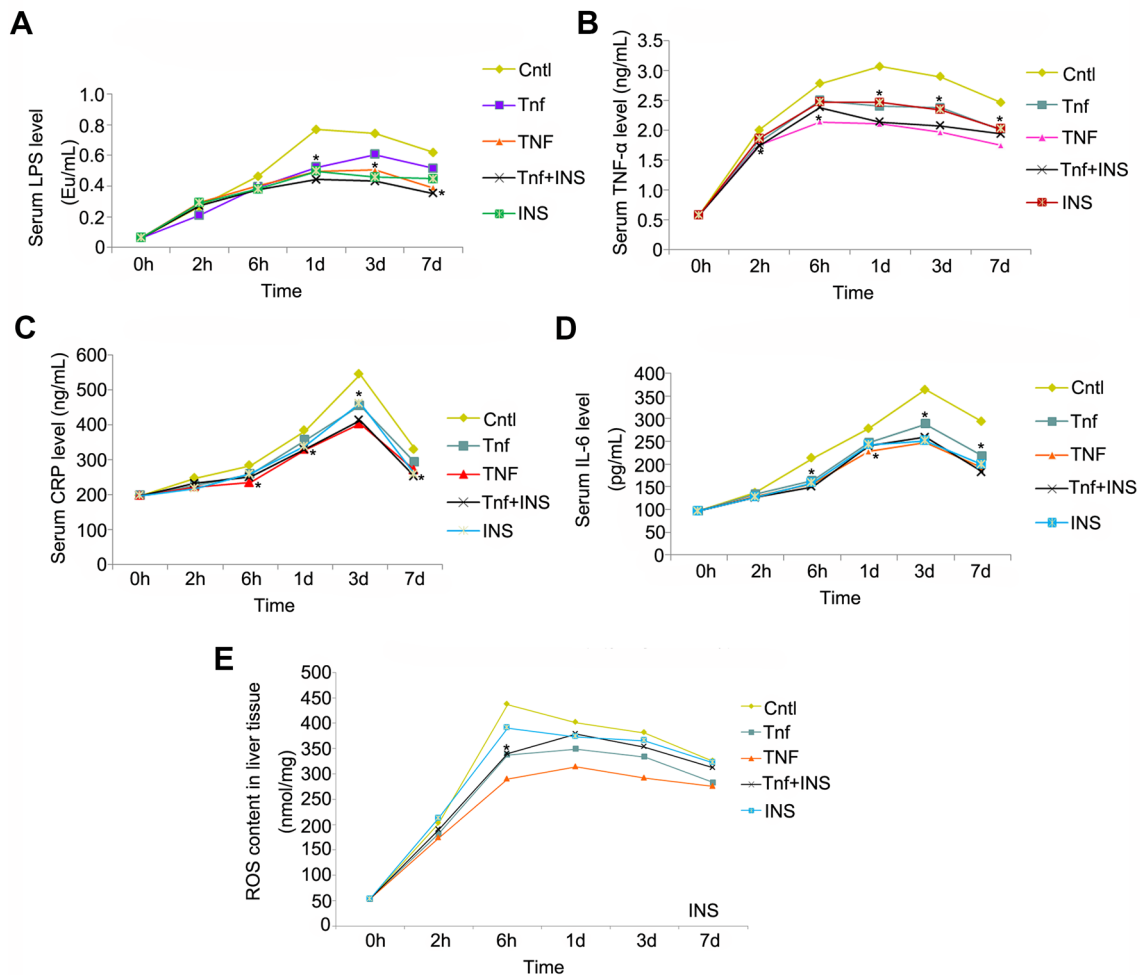 A
Serum LPS level
(Eu/mL)
1.0
0.8
0.6
0.4
0.2
0
0h 2h 6h 1d 3d 7d
Time
* * *
Cntl
Tnf
TNF
Tnf+INS
INS
B
Serum TNF-α level (ng/mL)
3.5
3.0
2.5
2.0
1.5
1.0
0.5
0
0h 2h 6h 1d 3d 7d
Time
* * * * *
Cntl
Tnf
TNF
Tnf+INS
INS
C
Serum CRP level (ng/mL)
600
500
400
300
200
100
0
0h 2h 6h 1d 3d 7d
Time
* * * *
Cntl
Tnf
TNF
Tnf+INS
INS
D
Serum IL-6 level
(pg/mL)
400
350
300
250
200
150
100
50
0
0h 2h 6h 1d 3d 7d
Time
* * * *
Cntl
Tnf
TNF
Tnf+INS
INS
E
ROS content in liver tissue
(nmol/mg)
500
450
400
350
300
250
200
150
100
50
0
0h 2h 6h 1d 3d 7d
Time
*
INS
Cntl
Tnf
TNF
Tnf+INS
INS